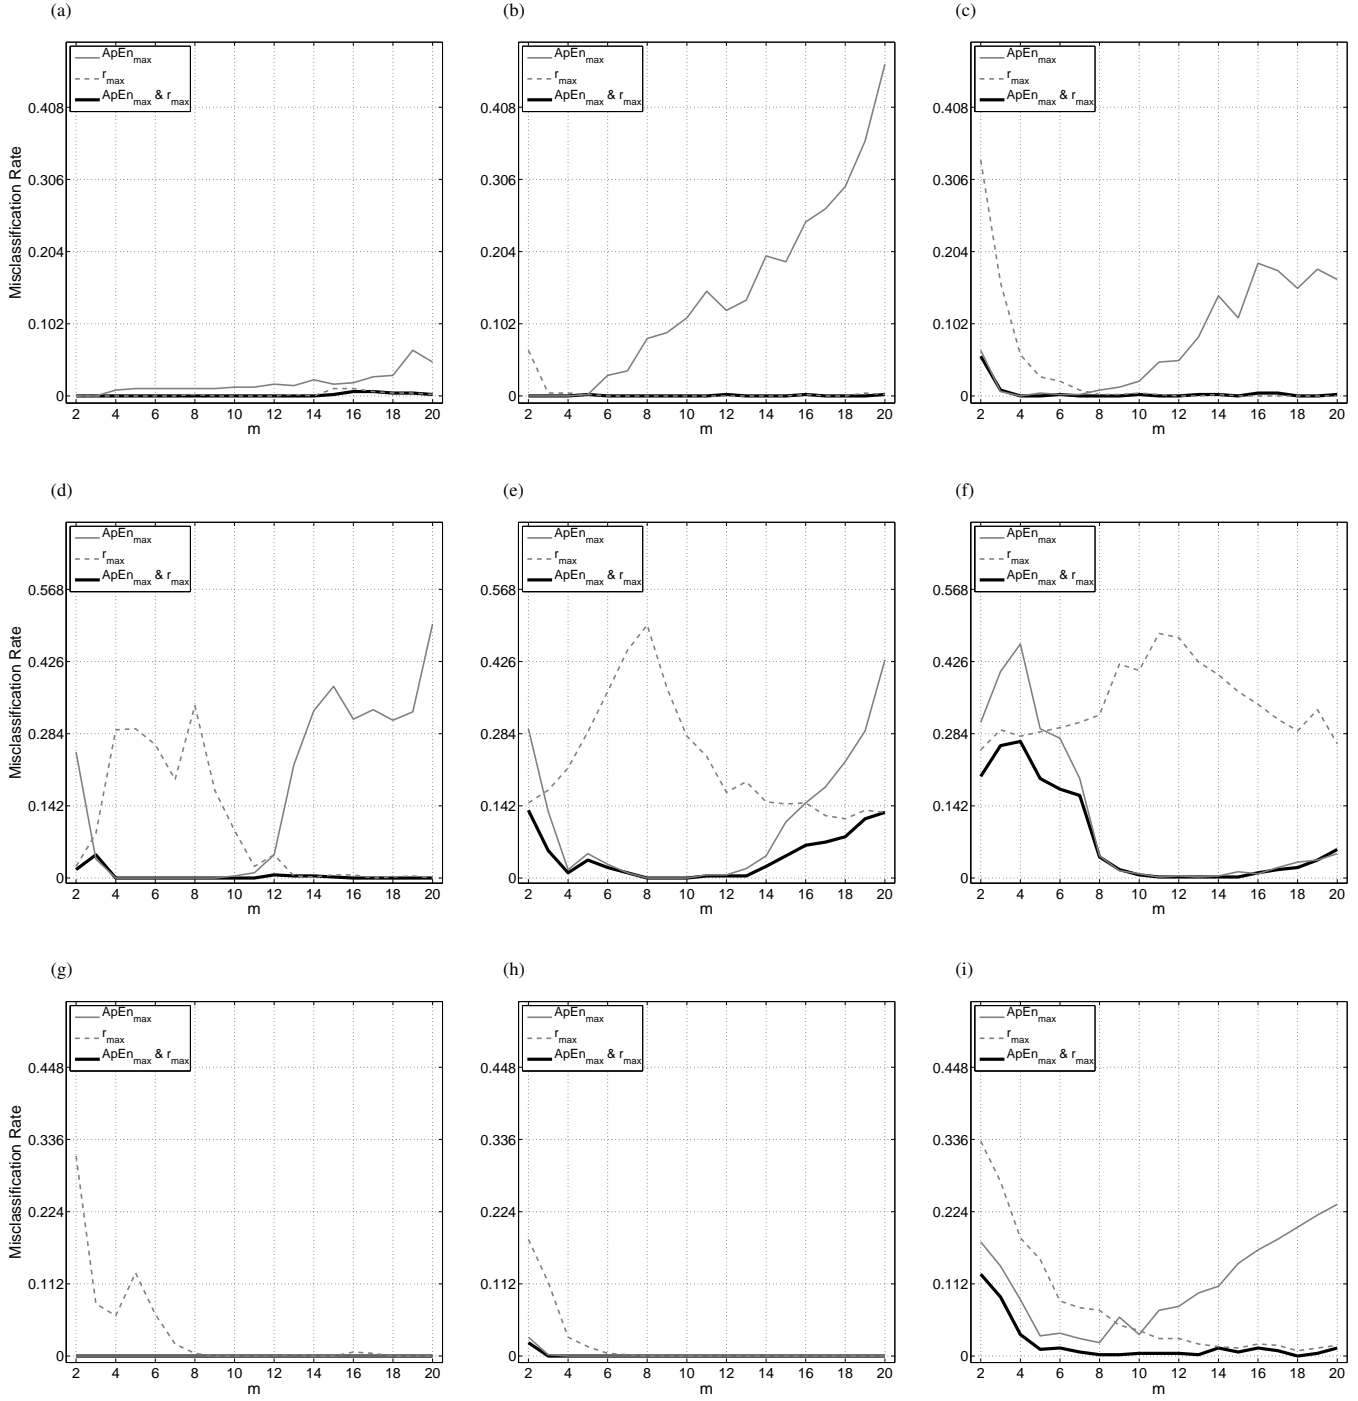 (a)
(b)
(c)
ApEn_max
r_max
ApEn_max & r_max
ApEn_max
r_max
ApEn_max & r_max
ApEn_max
r_max
ApEn_max & r_max
Misclassification Rate
0.408
0.306
0.204
0.102
0
0.408
0.306
0.204
0.102
0
0.408
0.306
0.204
0.102
0
2 4 6 8 10 12 14 16 18 20
2 4 6 8 10 12 14 16 18 20
2 4 6 8 10 12 14 16 18 20
m
m
m
(d)
(e)
(f)
ApEn_max
r_max
ApEn_max & r_max
ApEn_max
r_max
ApEn_max & r_max
ApEn_max
r_max
ApEn_max & r_max
Misclassification Rate
0.568
0.426
0.284
0.142
0
0.568
0.426
0.284
0.142
0
0.568
0.426
0.284
0.142
0
2 4 6 8 10 12 14 16 18 20
2 4 6 8 10 12 14 16 18 20
2 4 6 8 10 12 14 16 18 20
m
m
m
(g)
(h)
(i)
ApEn_max
r_max
ApEn_max & r_max
ApEn_max
r_max
ApEn_max & r_max
ApEn_max
r_max
ApEn_max & r_max
Misclassification Rate
0.448
0.336
0.224
0.112
0
0.448
0.336
0.224
0.112
0
0.448
0.336
0.224
0.112
0
2 4 6 8 10 12 14 16 18 20
2 4 6 8 10 12 14 16 18 20
2 4 6 8 10 12 14 16 18 20
m
m
m